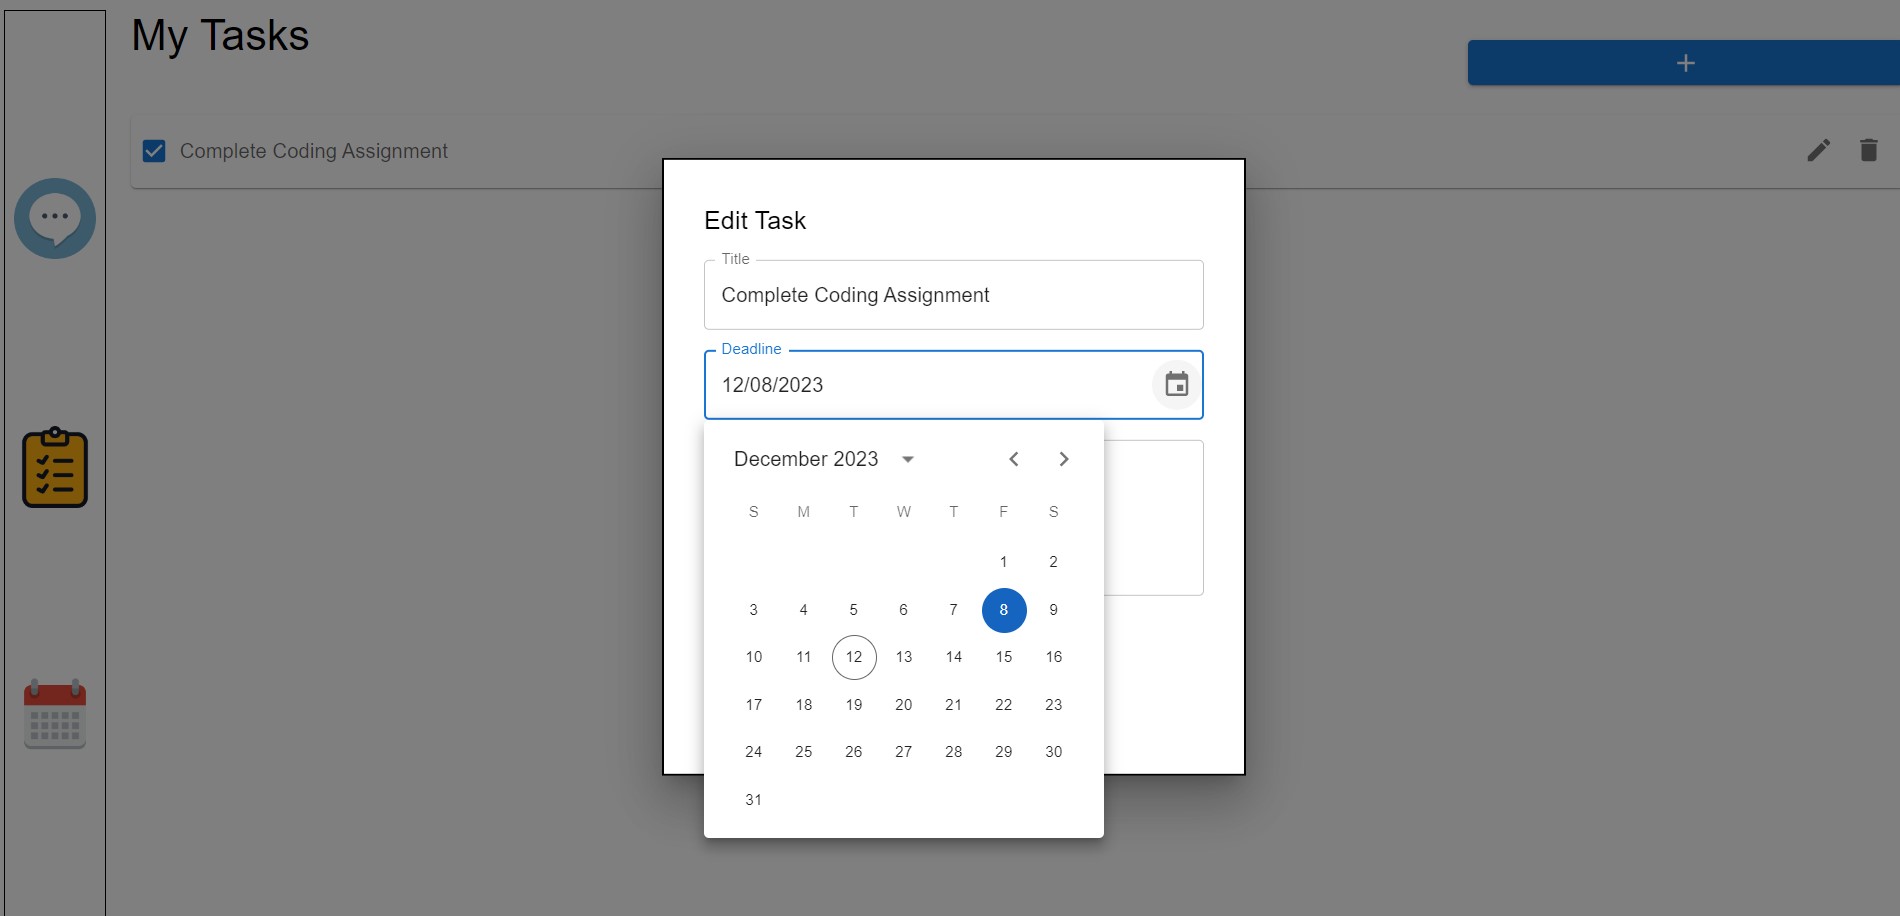 My Tasks
+
Complete Coding Assignment
Edit Task
Title
Complete Coding Assignment
Deadline
12/08/2023
December 2023
S M T W T F S
1 2
3 4 5 6 7 8 9
10 11 12 13 14 15 16
17 18 19 20 21 22 23
24 25 26 27 28 29 30
31